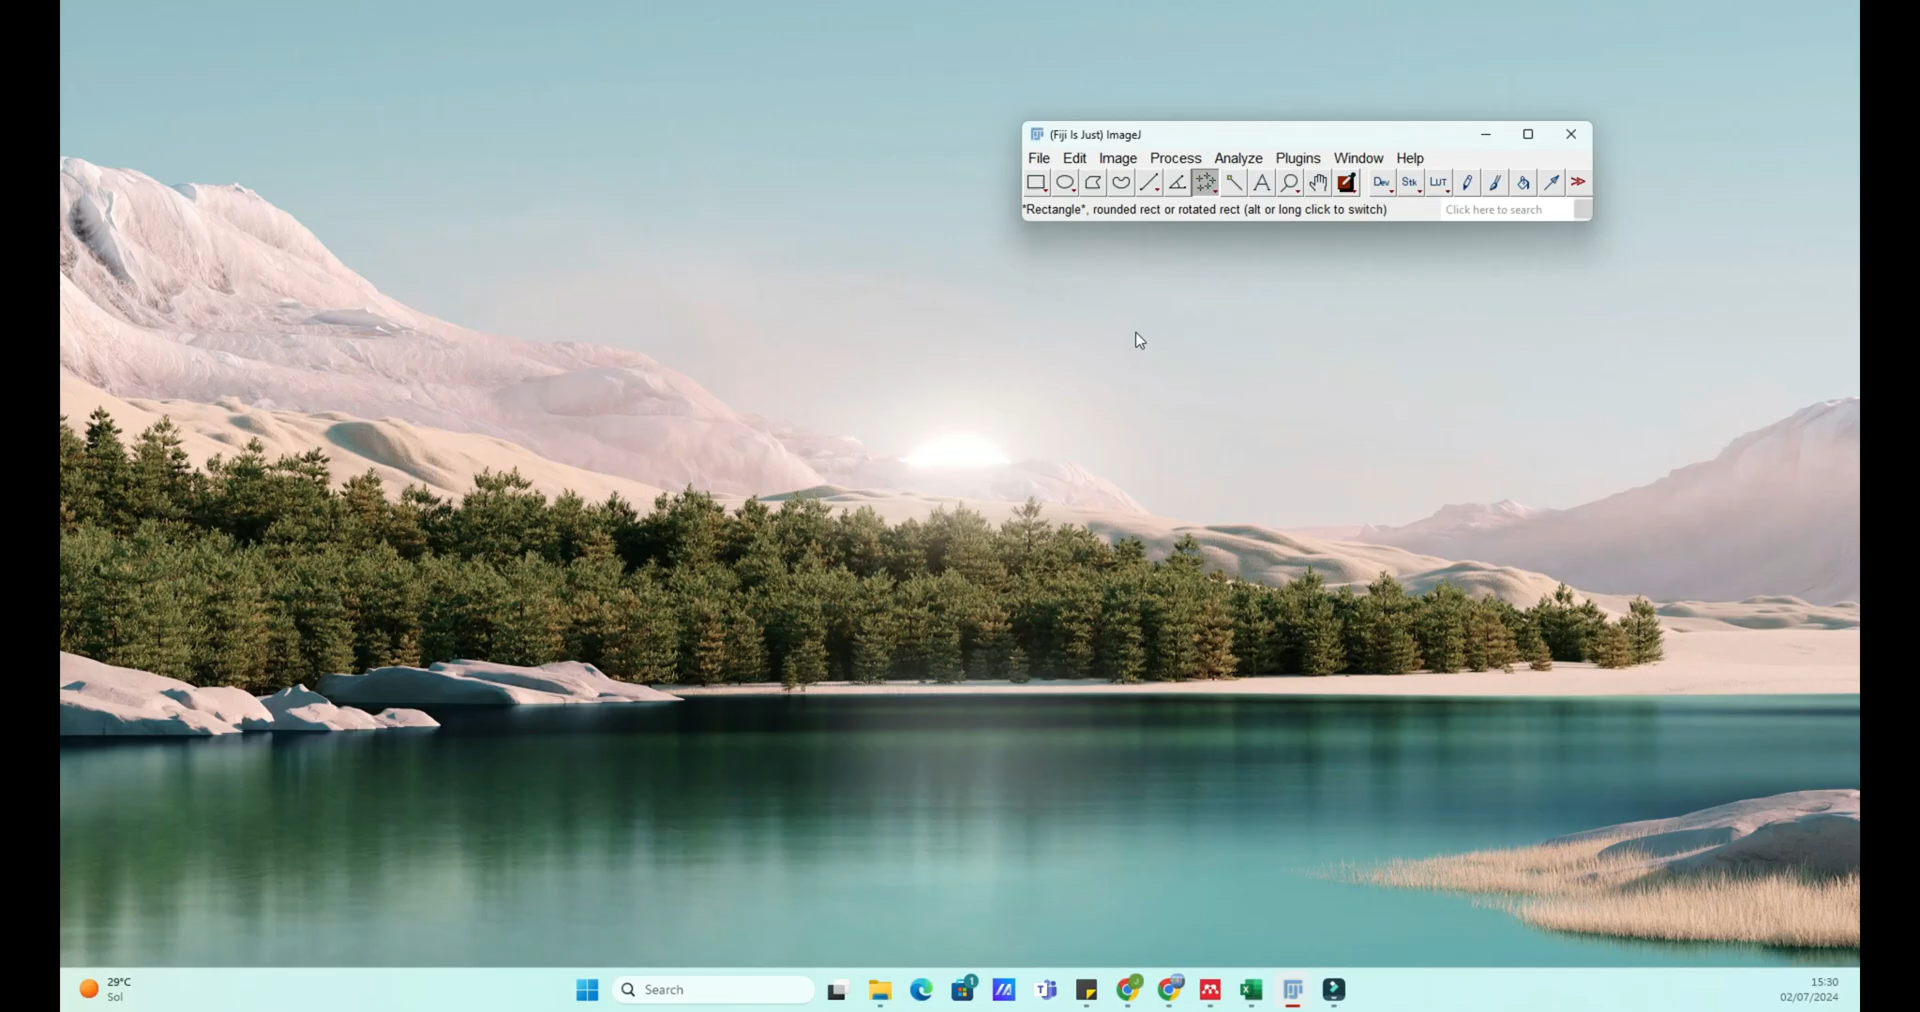 (Fiji Is Just) ImageJ
File Edit Image Process Analyze Plugins Window Help
Dev Stk LUT
*Rectangle*, rounded rect or rotated rect (alt or long click to switch) Click here to search
29°C
Sol
Search
15:30
02/07/2024